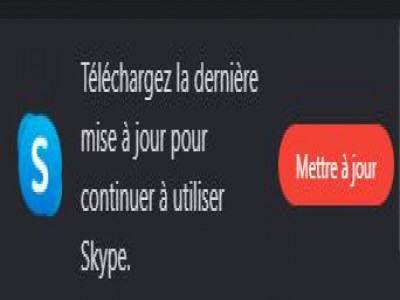 Téléchargez la dernière
mise à jour pour
continuer à utiliser
Skype.
S
Mettre à jour